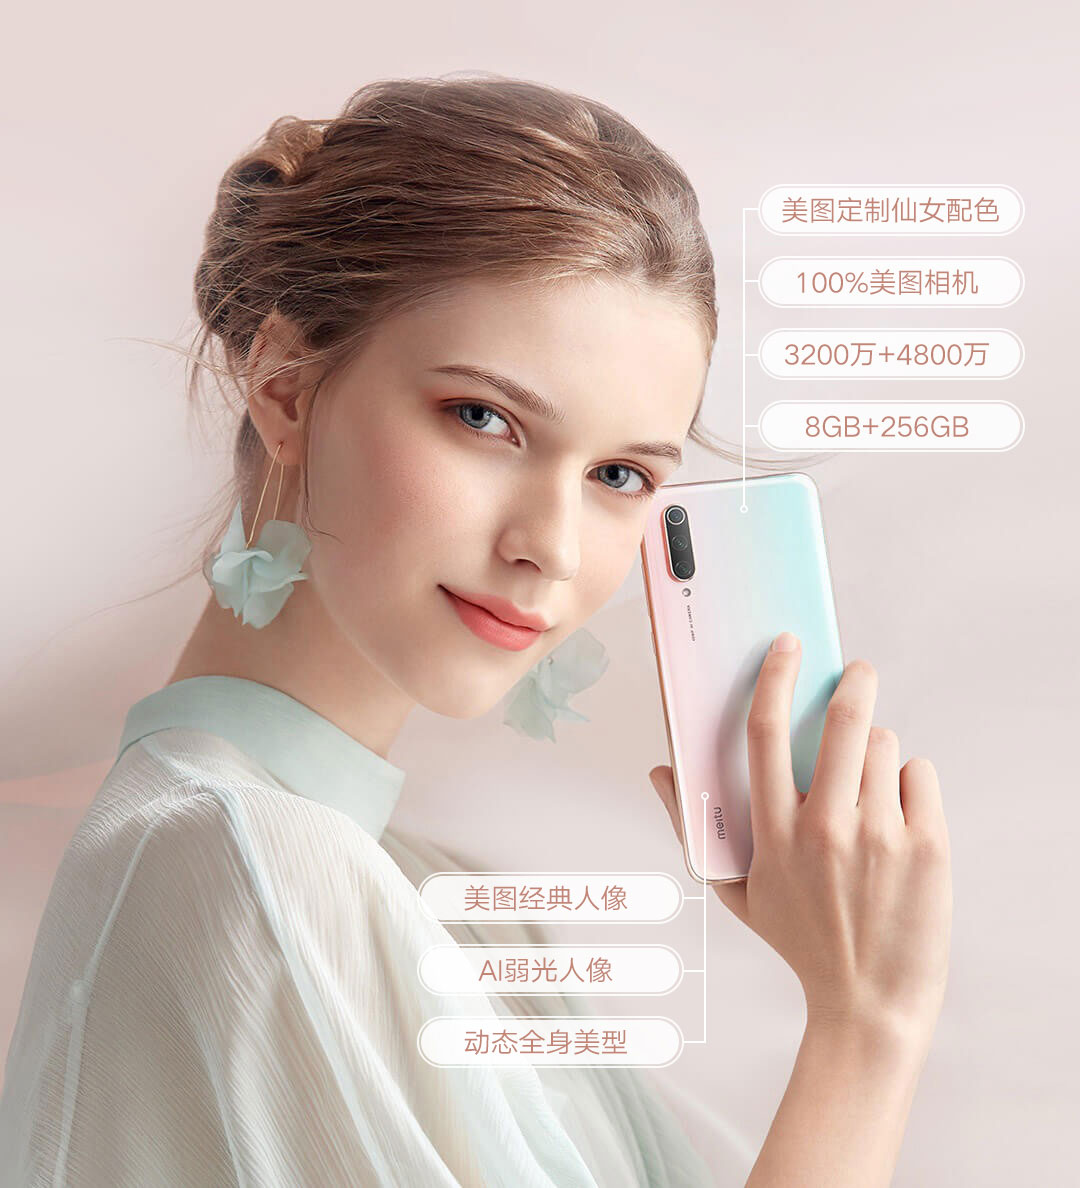 美图定制仙女配色
100%美图相机
3200万+4800万
8GB+256GB
meitu
美图经典人像
AI弱光人像
动态全身美型